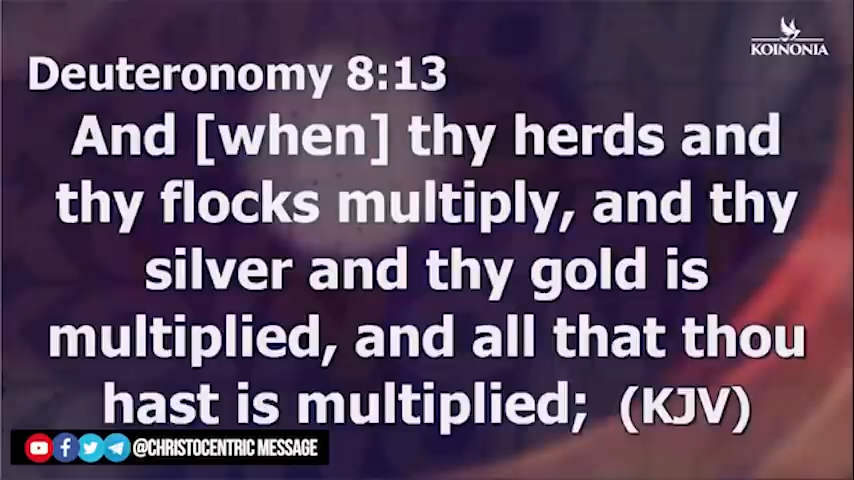 KOINONIA
Deuteronomy 8:13
And [when] thy herds and
thy flocks multiply, and thy
silver and thy gold is
multiplied, and all that thou
hast is multiplied; (KJV)
@CHRISTOCENTRIC MESSAGE